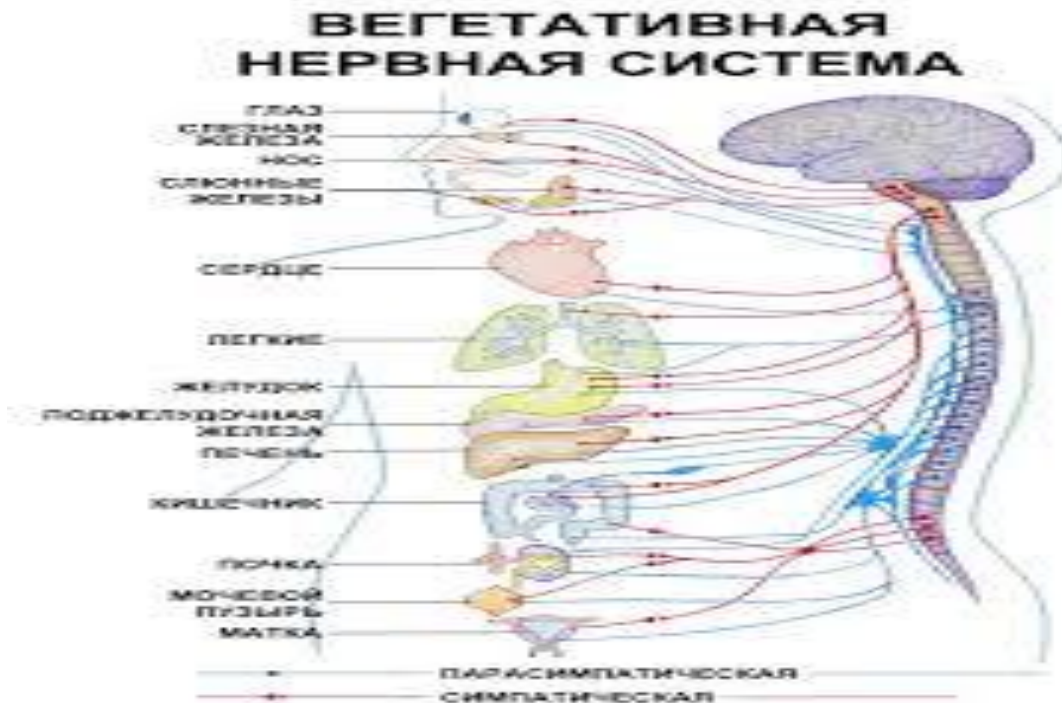 ВЕГЕТАТИВНАЯ
НЕРВНАЯ СИСТЕМА
ГЛАЗ
СЛЕЗНАЯ
ЖЕЛЕЗА
НОС
СЛЮННЫЕ
ЖЕЛЕЗЫ
СЕРДЦЕ
ЛЕГКИЕ
ЖЕЛУДОК
ПОДЖЕЛУДОЧНАЯ
ЖЕЛЕЗА
ПЕЧЕНЬ
КИШЕЧНИК
ПОЧКА
МОЧЕВОЙ
ПУЗЫРЬ
МАТКА
ПАРАСИМПАТИЧЕСКАЯ
СИМПАТИЧЕСКАЯ